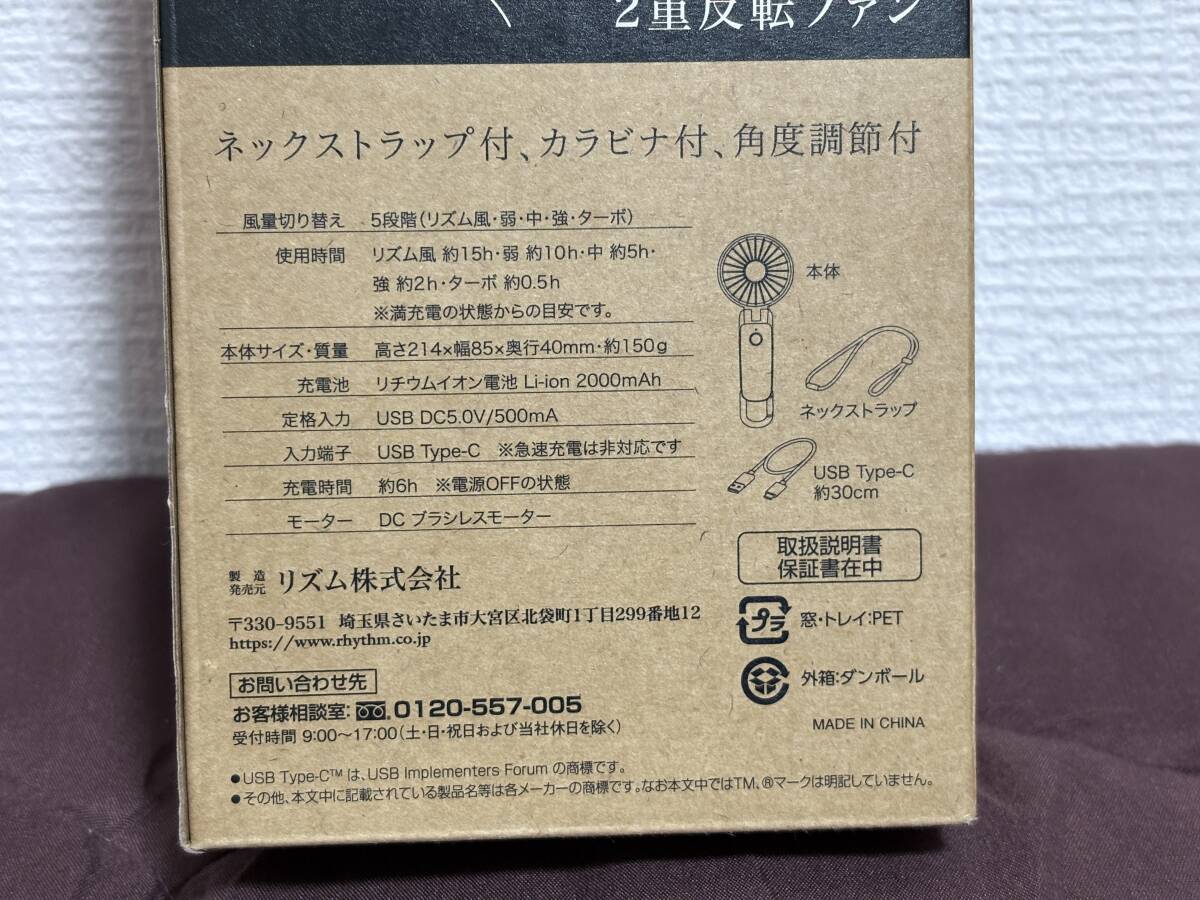 2重反転ファン
ネックストラップ付、カラビナ付、角度調節付
風量切り替え 5段階(リズム風・弱・中・強・ターボ)
使用時間 リズム風 約15h・弱 約10h・中 約5h・
強 約2h・ターボ 約0.5h
※満充電の状態からの目安です。
本体サイズ・質量 高さ214×幅85×奥行40mm・約150g
充電池 リチウムイオン電池 Li-ion 2000mAh
定格入力 USB DC5.0V/500mA
入力端子 USB Type-C ※急速充電は非対応です
充電時間 約6h ※電源OFFの状態
モーター DC ブラシレスモーター
本体
ネックストラップ
USB Type-C
約30cm
取扱説明書
保証書在中
プラ 窓・トレイ:PET
外箱:ダンボール
MADE IN CHINA
製造
発売元 リズム株式会社
〒330-9551 埼玉県さいたま市大宮区北袋町1丁目299番地12
https://www.rhythm.co.jp
お問い合わせ先
お客様相談室: 0120-557-005
受付時間 9:00〜17:00(土・日・祝日および当社休日を除く)
●USB Type-C™ は、USB Implementers Forum の商標です。
●その他、本文中に記載されている製品名等は各メーカーの商標です。なお本文中ではTM、®マークは明記していません。